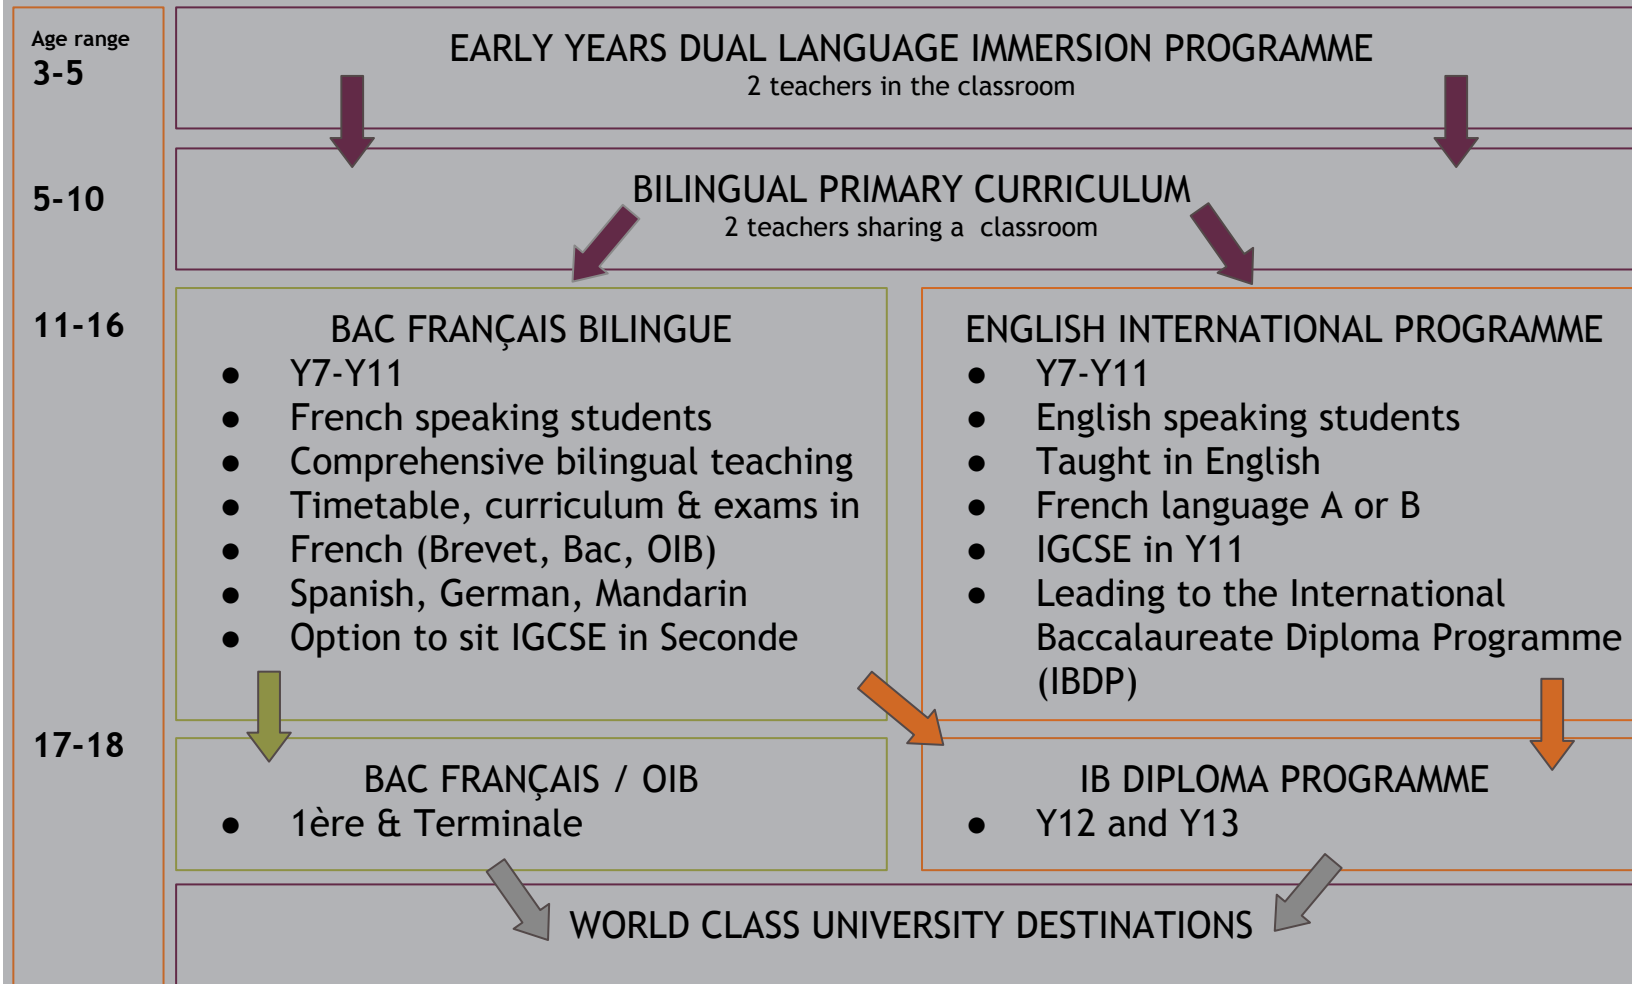 Age range
3-5
EARLY YEARS DUAL LANGUAGE IMMERSION PROGRAMME
2 teachers in the classroom
5-10
BILINGUAL PRIMARY CURRICULUM
2 teachers sharing a classroom
11-16
BAC FRANÇAIS BILINGUE
● Y7-Y11
● French speaking students
● Comprehensive bilingual teaching
● Timetable, curriculum & exams in
● French (Brevet, Bac, OIB)
● Spanish, German, Mandarin
● Option to sit IGCSE in Seconde
ENGLISH INTERNATIONAL PROGRAMME
● Y7-Y11
● English speaking students
● Taught in English
● French language A or B
● IGCSE in Y11
● Leading to the International
Baccalaureate Diploma Programme
(IBDP)
17-18
BAC FRANÇAIS / OIB
● 1ère & Terminale
IB DIPLOMA PROGRAMME
● Y12 and Y13
WORLD CLASS UNIVERSITY DESTINATIONS